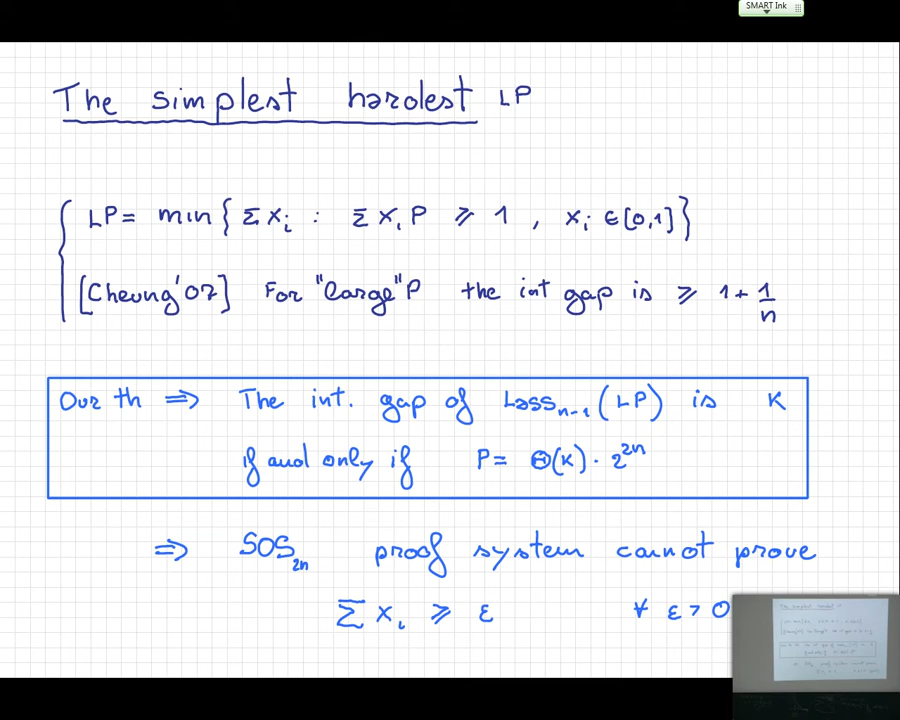 SMART Ink
The simplest hardest LP
LP = min { Σ x_i : Σ x_i P ≥ 1 , x_i ∈ [0,1] }
[Cheung'07] For "large" P the int gap is ≥ 1 + 1/n
Our th ⇒ The int. gap of Lass_{n-1}(LP) is K
if and only if P = Θ(K) · 2^{2n}
⇒ SOS_{2n} proof system cannot prove
Σ x_i ≥ ε ∀ ε > 0